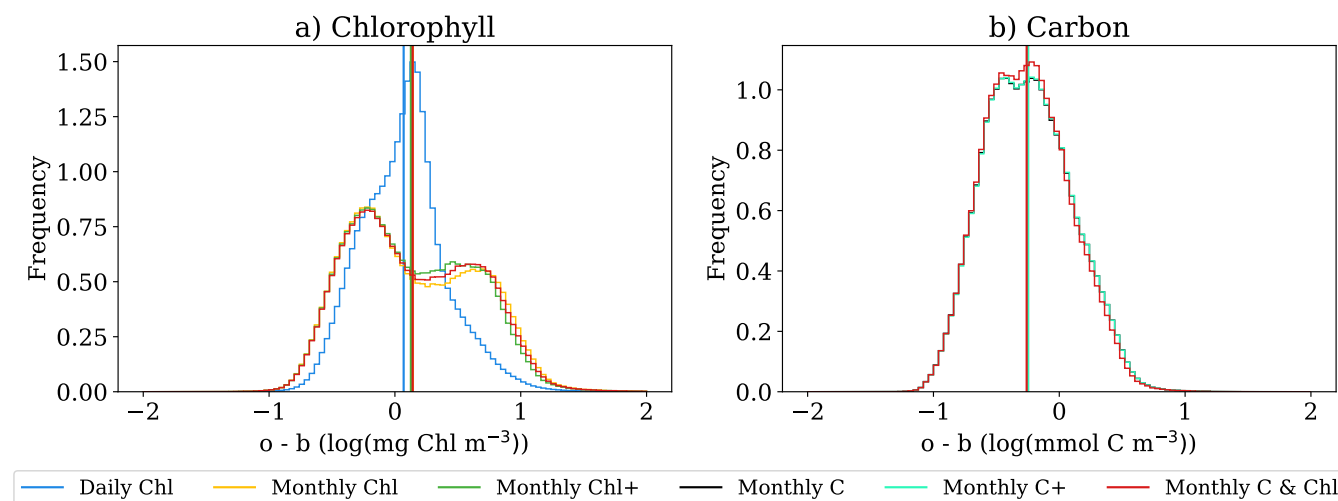 a) Chlorophyll
b) Carbon
Frequency
1.50
1.25
1.00
0.75
0.50
0.25
0.00
−2 −1 0 1 2
o - b (log(mg Chl m⁻³))
Frequency
1.0
0.8
0.6
0.4
0.2
0.0
−2 −1 0 1 2
o - b (log(mmol C m⁻³))
Daily Chl Monthly Chl Monthly Chl+ Monthly C Monthly C+ Monthly C & Chl